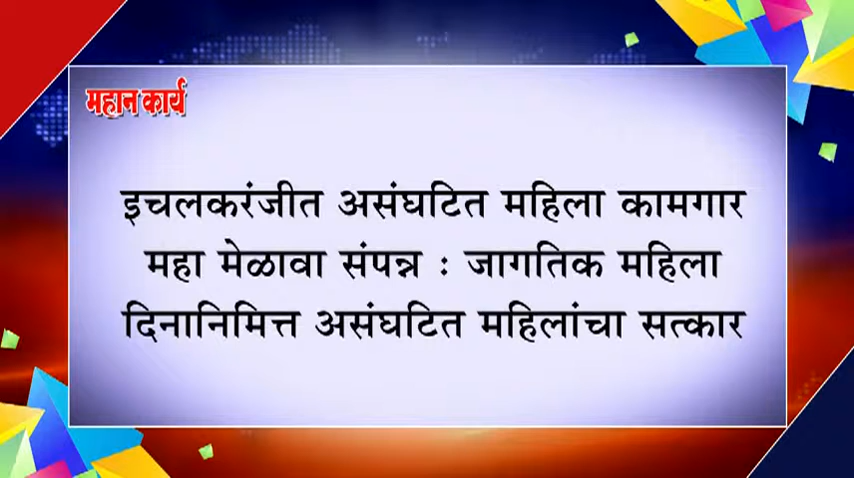 महान कार्य
इचलकरंजीत असंघटित महिला कामगार
महा मेळावा संपन्न : जागतिक महिला
दिनानिमित्त असंघटित महिलांचा सत्कार